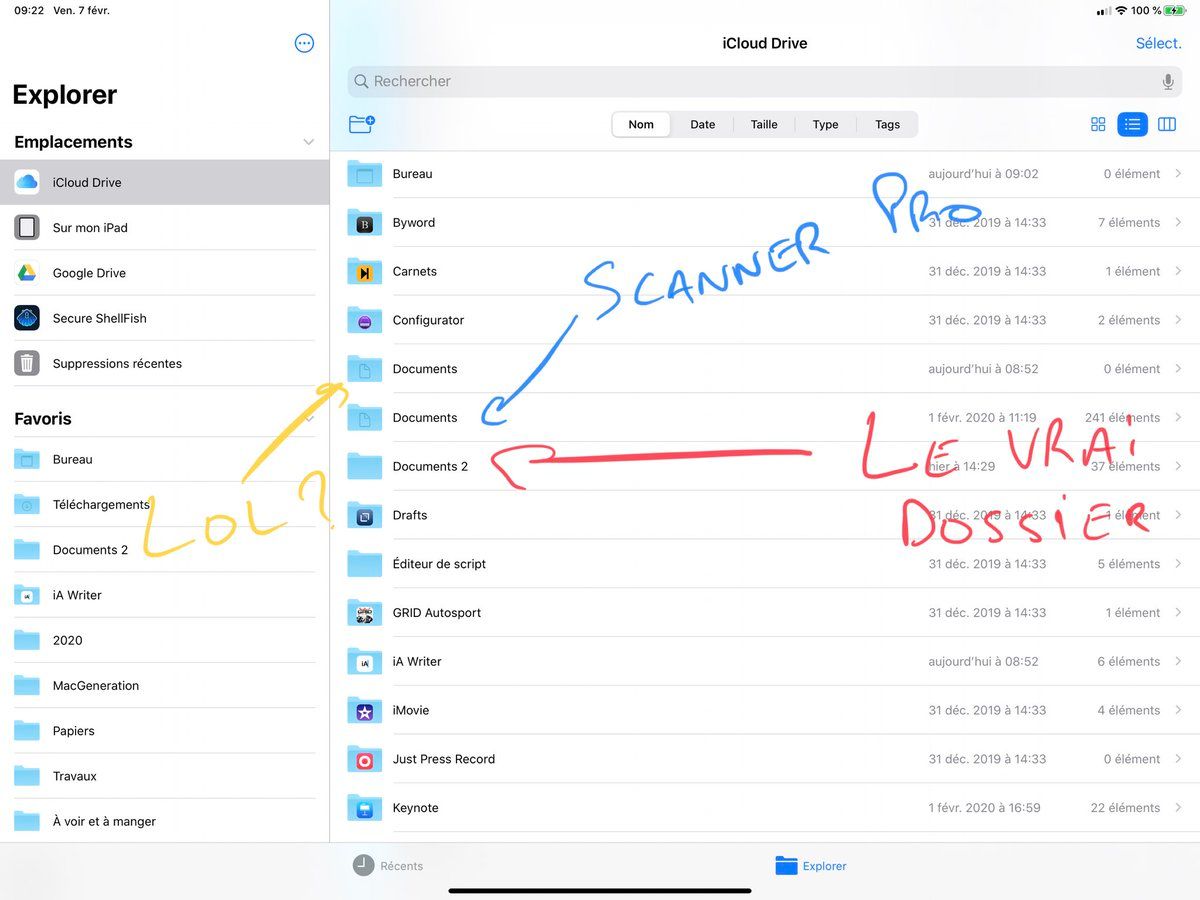 09:22 Ven. 7 févr.
100 %
Explorer
Emplacements
iCloud Drive
Sur mon iPad
Google Drive
Secure ShellFish
Suppressions récentes
Favoris
Bureau
Téléchargements
Documents 2
iA Writer
2020
MacGeneration
Papiers
Travaux
À voir et à manger
LOL ?
iCloud Drive
Sélect.
Rechercher
Nom Date Taille Type Tags
Bureau aujourd'hui à 09:02 0 élément
Byword 31 déc. 2019 à 14:33 7 éléments
Carnets 31 déc. 2019 à 14:33 1 élément
Configurator 31 déc. 2019 à 14:33 2 éléments
Documents aujourd'hui à 08:52 0 élément
Documents 1 févr. 2020 à 11:19 241 éléments
Documents 2 hier à 14:29 37 éléments
Drafts 31 déc. 2019 à 14:33 1 élément
Éditeur de script 31 déc. 2019 à 14:33 5 éléments
GRID Autosport 31 déc. 2019 à 14:33 1 élément
iA Writer aujourd'hui à 08:52 6 éléments
iMovie 31 déc. 2019 à 14:33 4 éléments
Just Press Record 31 déc. 2019 à 14:33 0 élément
Keynote 1 févr. 2020 à 16:59 22 éléments
SCANNER PRO
LE VRAi
DOSSiER
Récents
Explorer